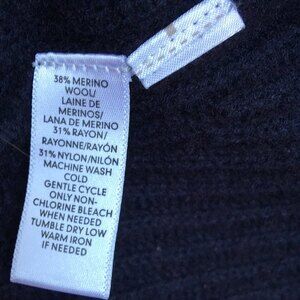 38% MERINO
WOOL/
LAINE DE
MERINOS/
LANA DE MERINO
31% RAYON/
RAYONNE/RAYÓN
31% NYLON/NILÓN
MACHINE WASH
COLD
GENTLE CYCLE
ONLY NON-
CHLORINE BLEACH
WHEN NEEDED
TUMBLE DRY LOW
WARM IRON
IF NEEDED